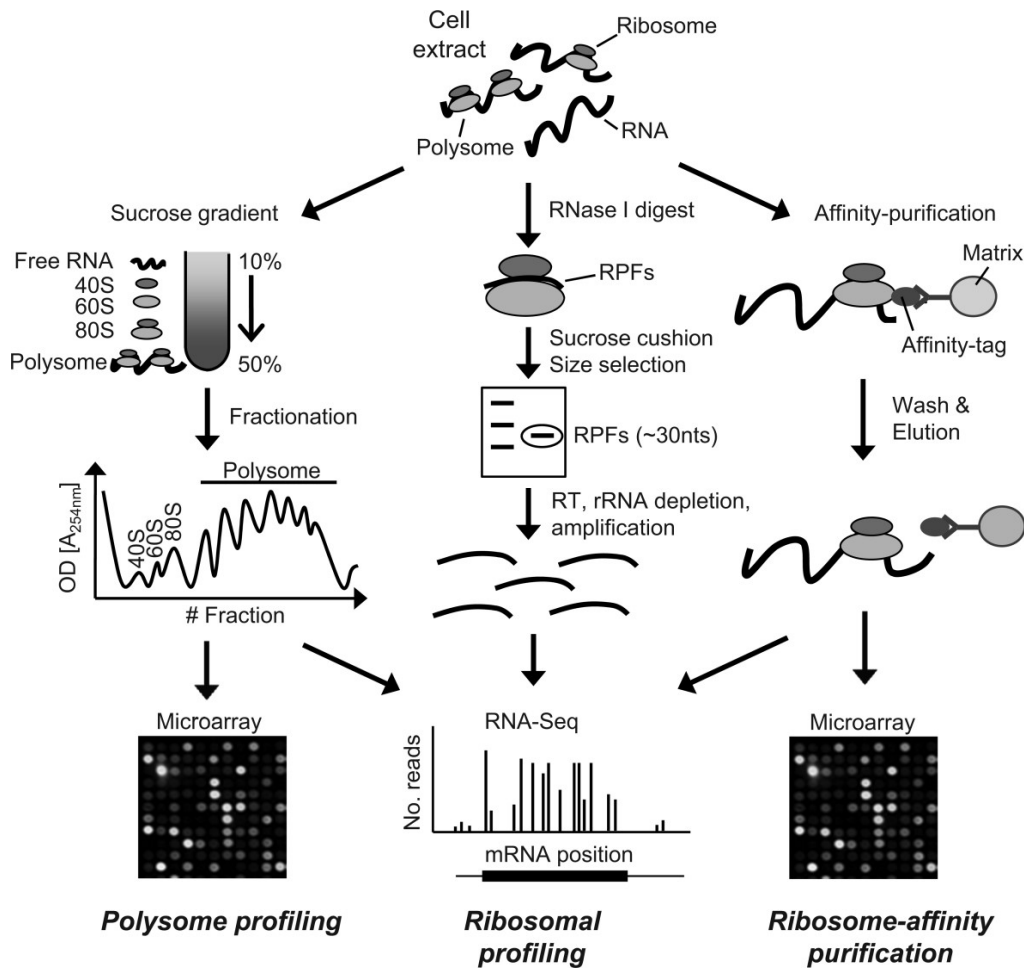 Cell
extract
Ribosome
Polysome
RNA
Sucrose gradient
Free RNA
40S
60S
80S
Polysome
10%
50%
Fractionation
Polysome
OD [A254nm]
40S
60S
80S
# Fraction
Microarray
Polysome profiling
RNase I digest
RPFs
Sucrose cushion
Size selection
RPFs (~30nts)
RT, rRNA depletion,
amplification
RNA-Seq
No. reads
mRNA position
Ribosomal
profiling
Affinity-purification
Matrix
Affinity-tag
Wash &
Elution
Microarray
Ribosome-affinity
purification